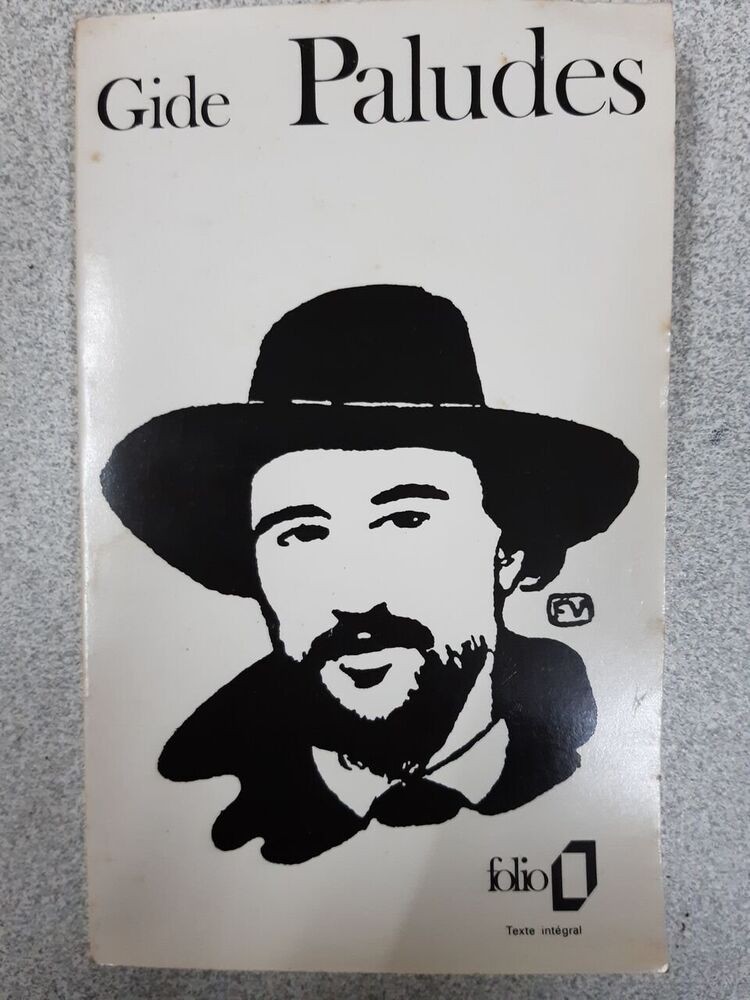 Gide Paludes
FV
folio
Texte intégral